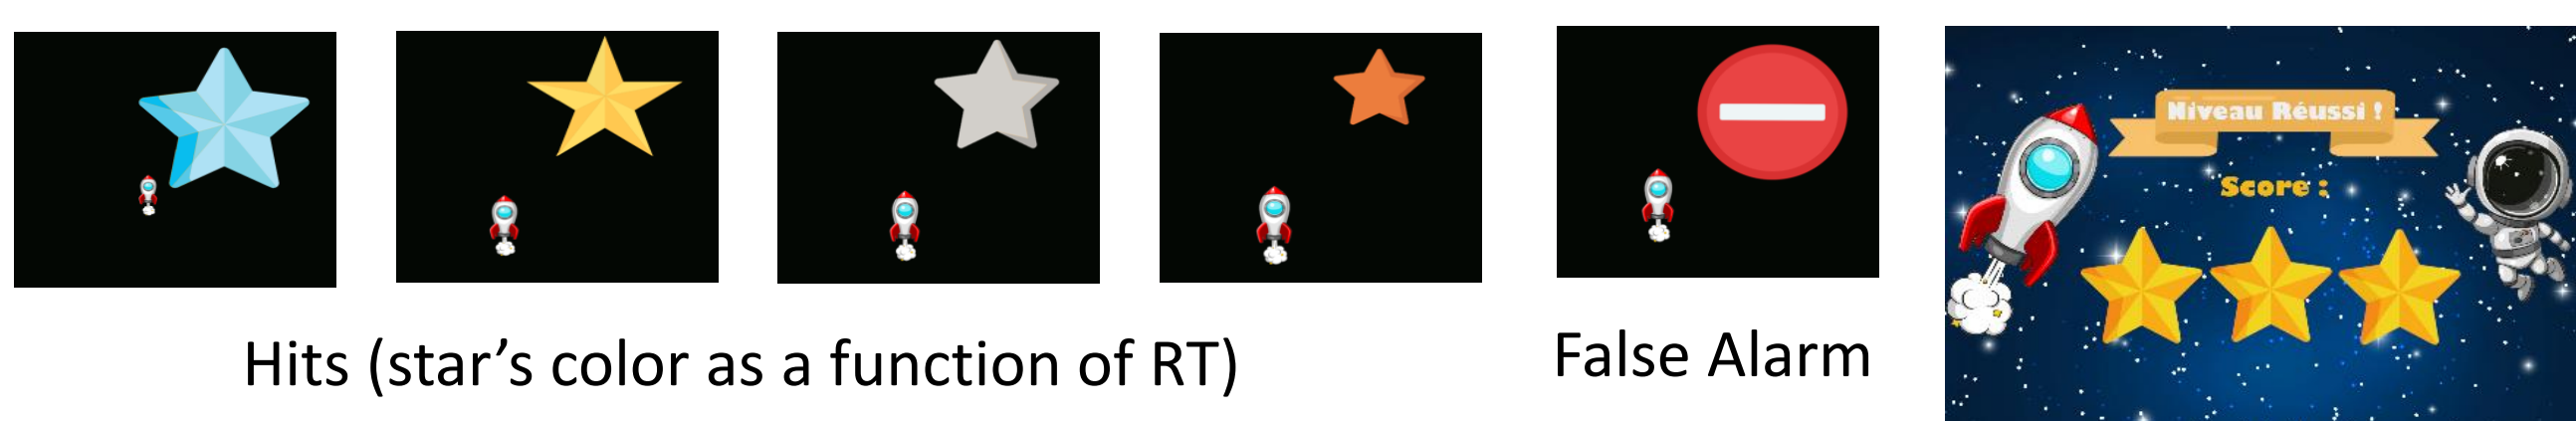 Niveau Réussi !
Score :
Hits (star’s color as a function of RT)
False Alarm